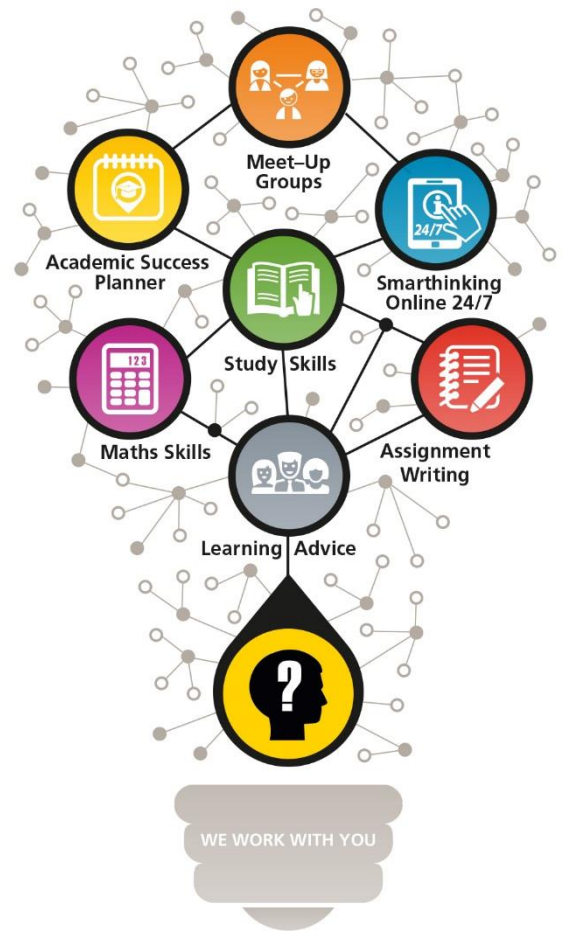 Meet–Up
Groups
Academic Success
Planner
24/7
Smarthinking
Online 24/7
Study Skills
123
Maths Skills
Assignment
Writing
Learning Advice
?
WE WORK WITH YOU